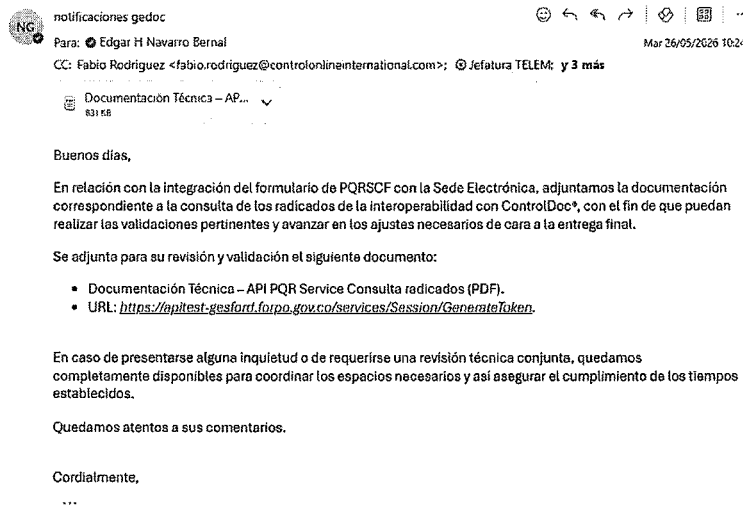 NG
notificaciones gedoc
Para: Edgar H Navarro Bernal
Mar 26/05/2026 10:24
CC: Fabio Rodriguez <fabio.rodriguez@controlonlineinternational.com>; Jefatura TELEM; y 3 más
Documentación Técnica – AP...
831 KB
Buenos días,
En relación con la integración del formulario de PQRSCF con la Sede Electrónica, adjuntamos la documentación
correspondiente a la consulta de los radicados de la interoperabilidad con ControlDoc®, con el fin de que puedan
realizar las validaciones pertinentes y avanzar en los ajustes necesarios de cara a la entrega final.
Se adjunta para su revisión y validación el siguiente documento:
• Documentación Técnica – API PQR Service Consulta radicados (PDF).
• URL: https://apitest-gesford.forpo.gov.co/services/Session/GenerateToken.
En caso de presentarse alguna inquietud o de requerirse una revisión técnica conjunta, quedamos
completamente disponibles para coordinar los espacios necesarios y así asegurar el cumplimiento de los tiempos
establecidos.
Quedamos atentos a sus comentarios.
Cordialmente,
...